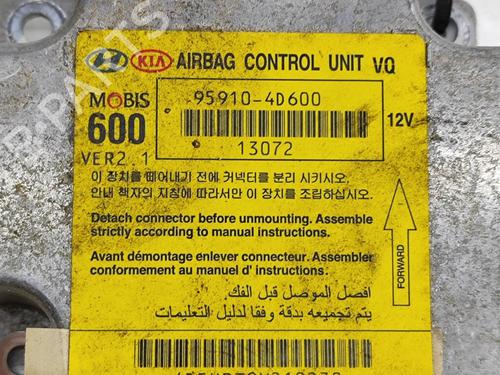 KIA AIRBAG CONTROL UNIT VQ
MOBIS
95910-4D600
600
12V
VER2.1
13072
이 장치를 떼어내기 전에 커넥터를 분리 시키시오.
안내 책자의 지침에 따라서만 이 장치를 조립하십시오.
Detach connector before unmounting. Assemble
strictly according to manual instructions.
Avant démontage enlever connecteur. Assembler
conformement au manuel d' instructions.
افصل الموصل قبل الفك.
يتم تجميعه بدقة وفقا لدليل التعليمات
FORWARD